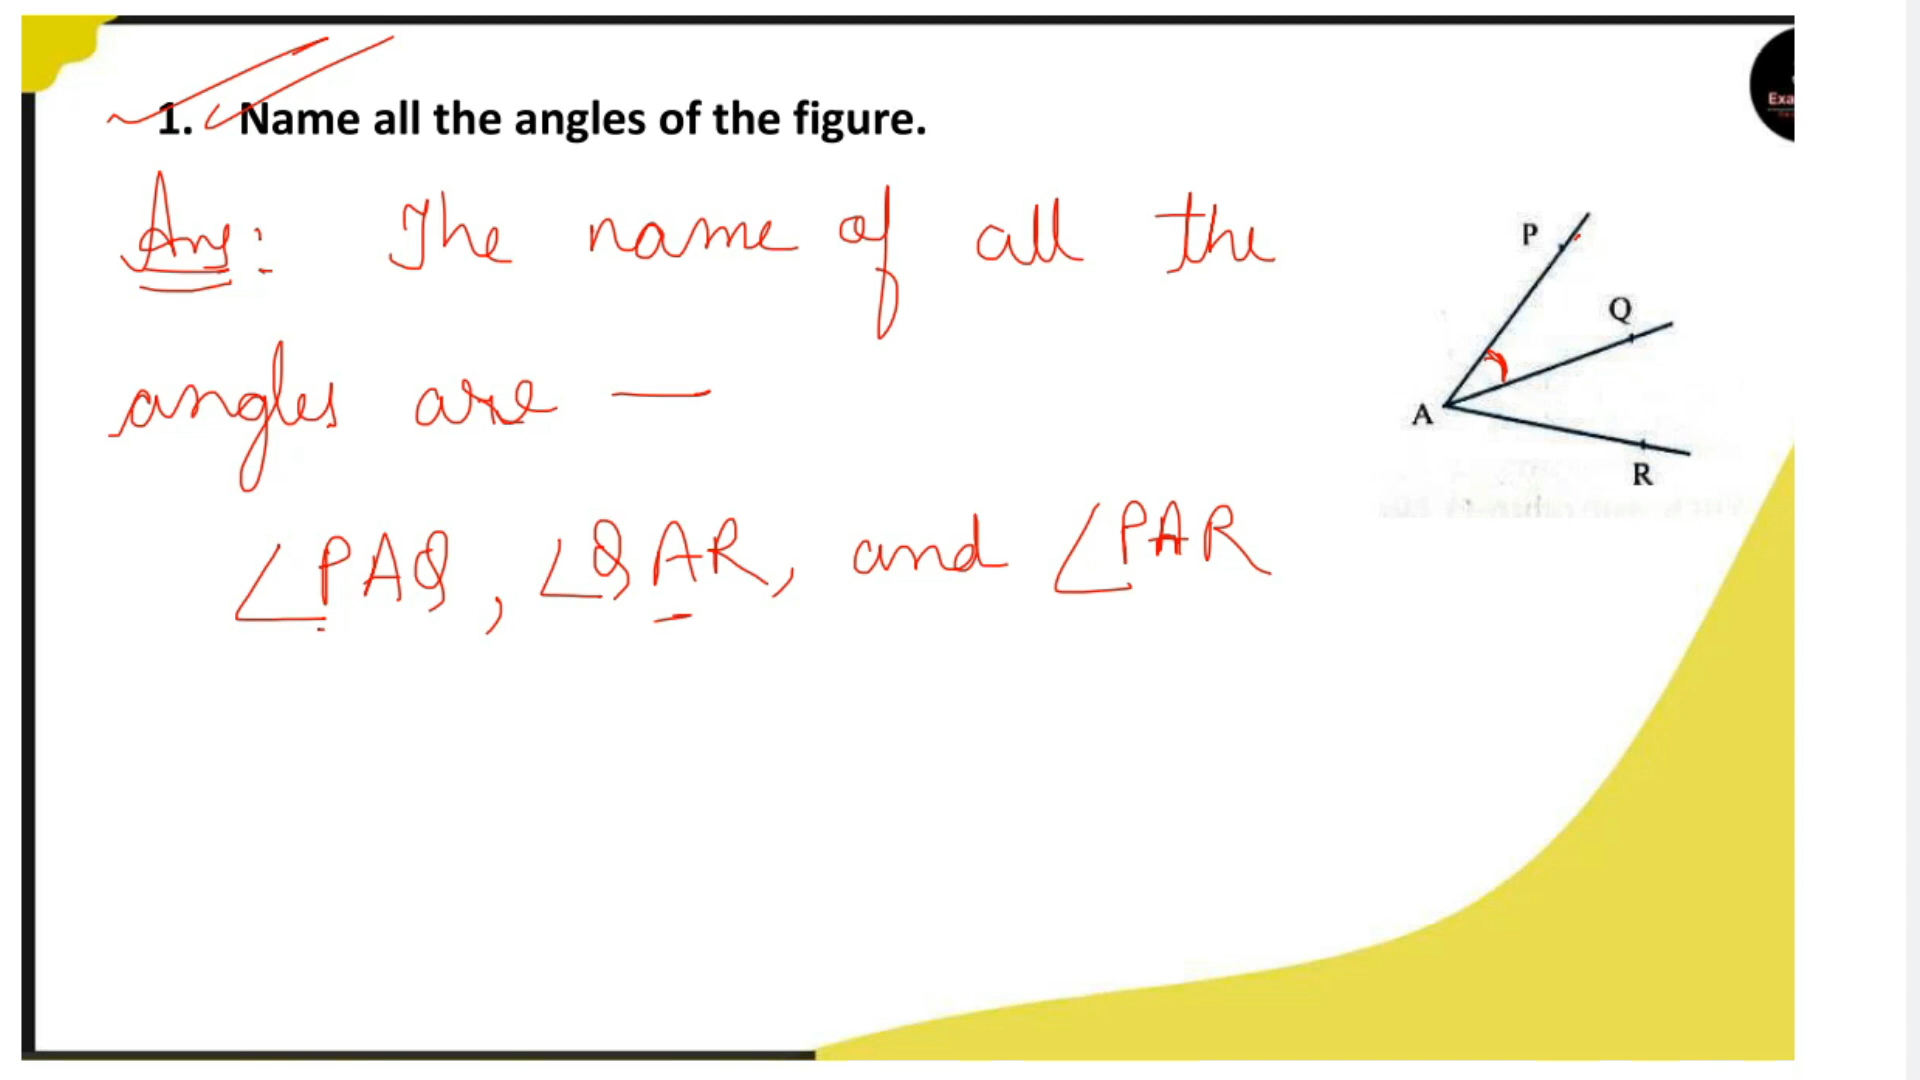 1. Name all the angles of the figure.
Ans: The name of all the
angles are —
∠PAQ, ∠QAR, and ∠PAR
P
Q
A
R